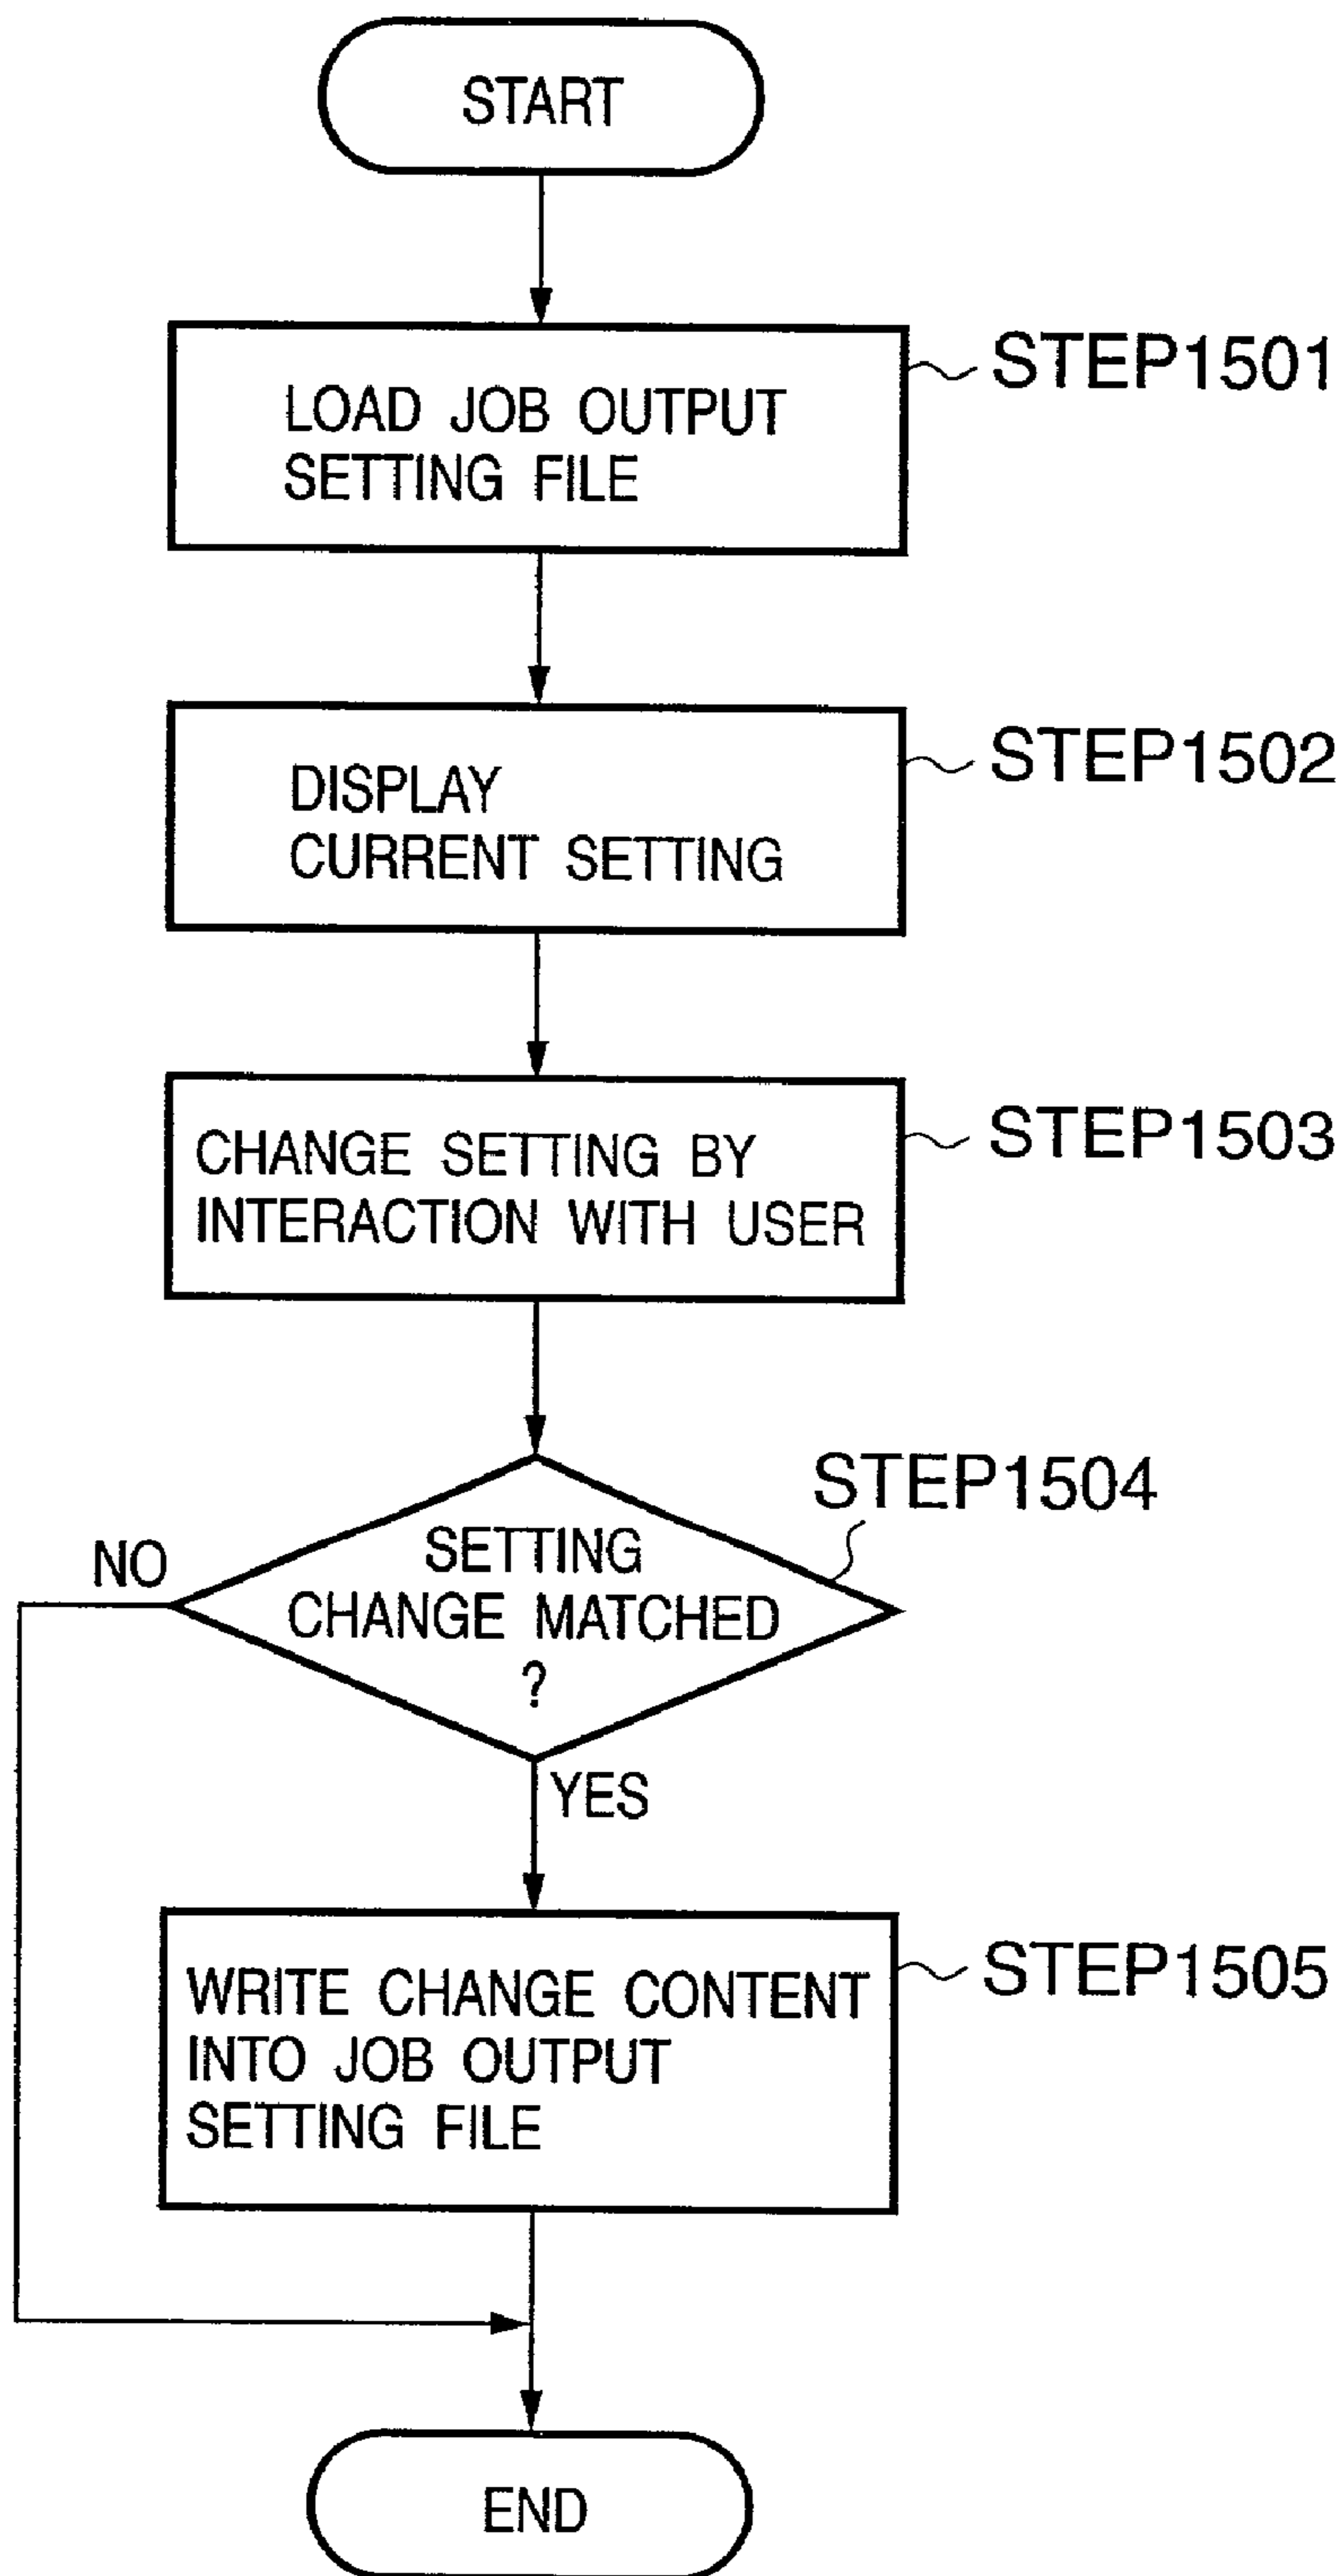 START
LOAD JOB OUTPUT
SETTING FILE
STEP1501
DISPLAY
CURRENT SETTING
STEP1502
CHANGE SETTING BY
INTERACTION WITH USER
STEP1503
STEP1504
NO
SETTING
CHANGE MATCHED
?
YES
WRITE CHANGE CONTENT
INTO JOB OUTPUT
SETTING FILE
STEP1505
END